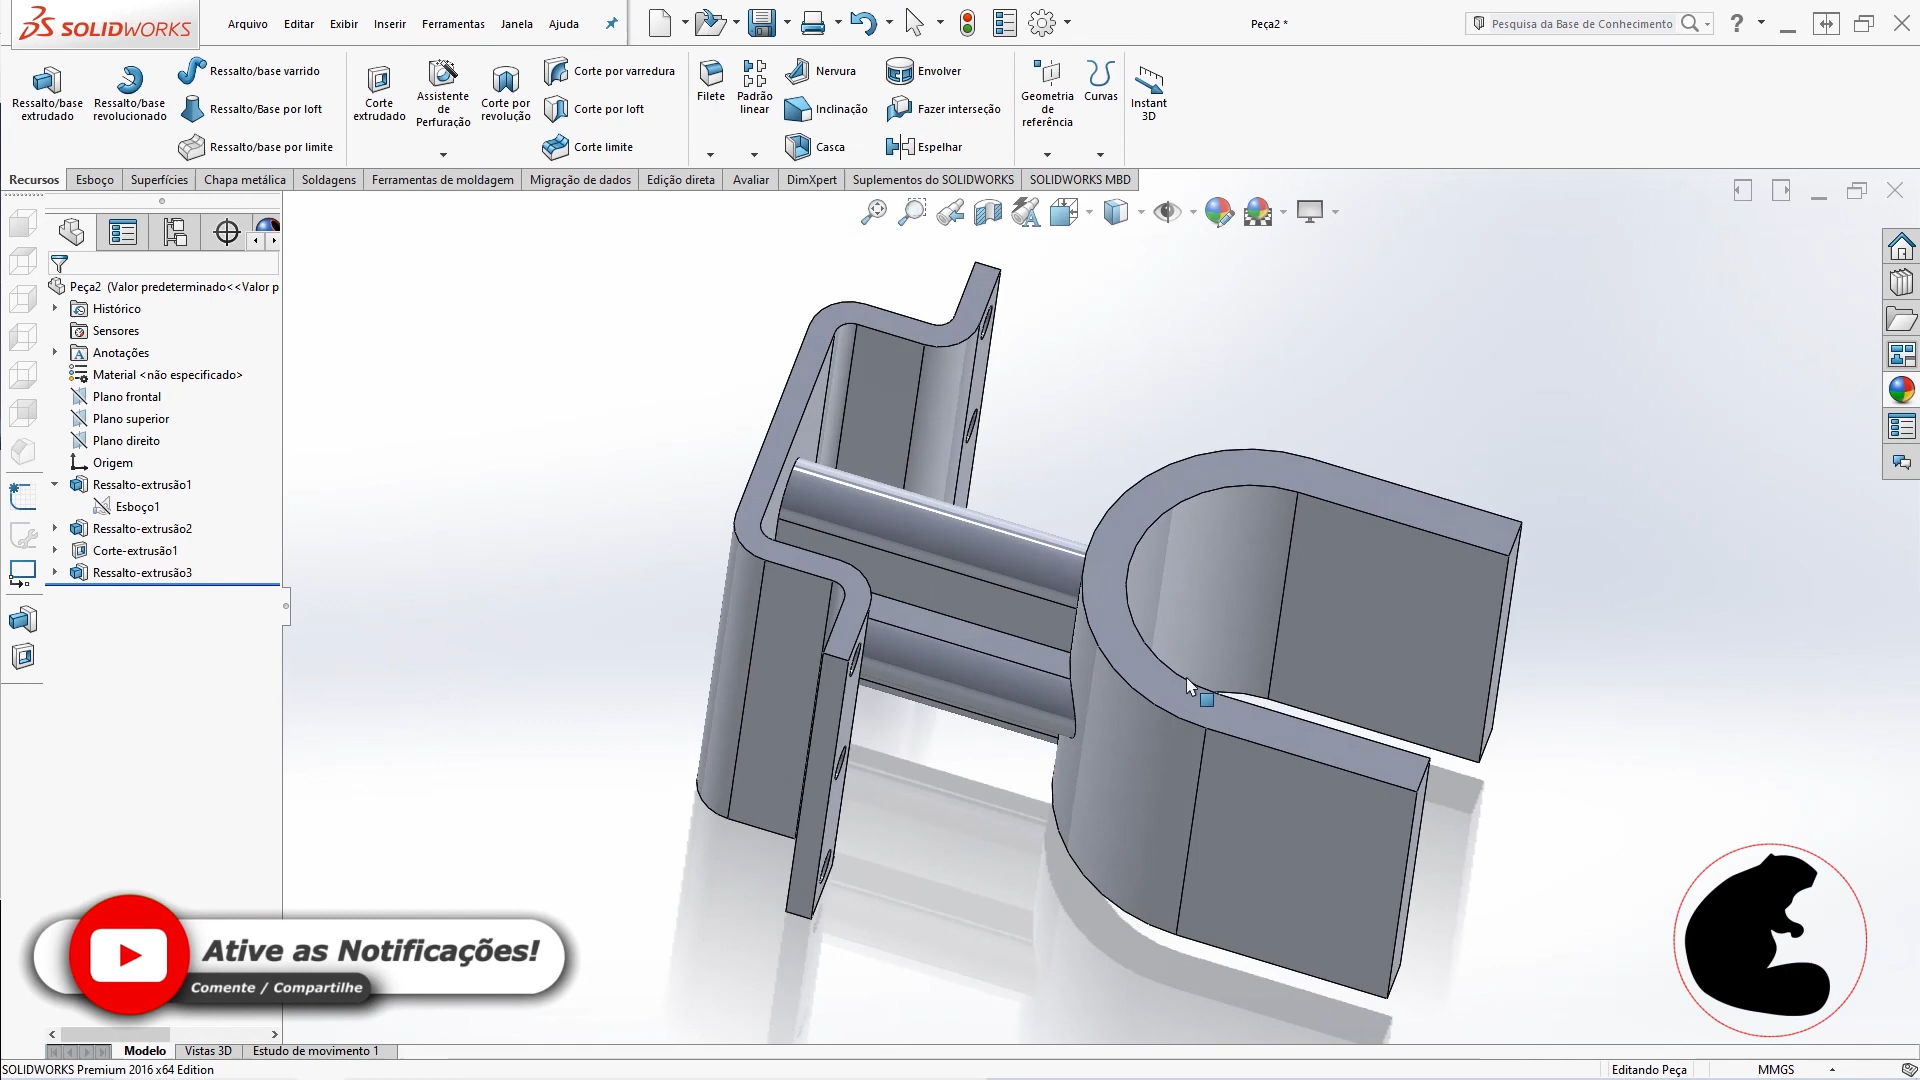 SOLIDWORKS
Arquivo Editar Exibir Inserir Ferramentas Janela Ajuda
Peça2 *
Pesquisa da Base de Conhecimento
?
Ressalto/base extrudado
Ressalto/base revolucionado
Ressalto/base varrido
Ressalto/Base por loft
Ressalto/base por limite
Corte extrudado
Assistente de Perfuração
Corte por revolução
Corte por varredura
Corte por loft
Corte limite
Filete
Padrão linear
Nervura
Inclinação
Casca
Envolver
Fazer interseção
Espelhar
Geometria de referência
Curvas
Instant 3D
Recursos Esboço Superfícies Chapa metálica Soldagens Ferramentas de moldagem Migração de dados Edição direta Avaliar DimXpert Suplementos do SOLIDWORKS SOLIDWORKS MBD
Peça2 (Valor predeterminado<<Valor p
Histórico
Sensores
Anotações
Material <não especificado>
Plano frontal
Plano superior
Plano direito
Origem
Ressalto-extrusão1
Esboço1
Ressalto-extrusão2
Corte-extrusão1
Ressalto-extrusão3
Ative as Notificações!
Comente / Compartilhe
Modelo Vistas 3D Estudo de movimento 1
SOLIDWORKS Premium 2016 x64 Edition
Editando Peça
MMGS